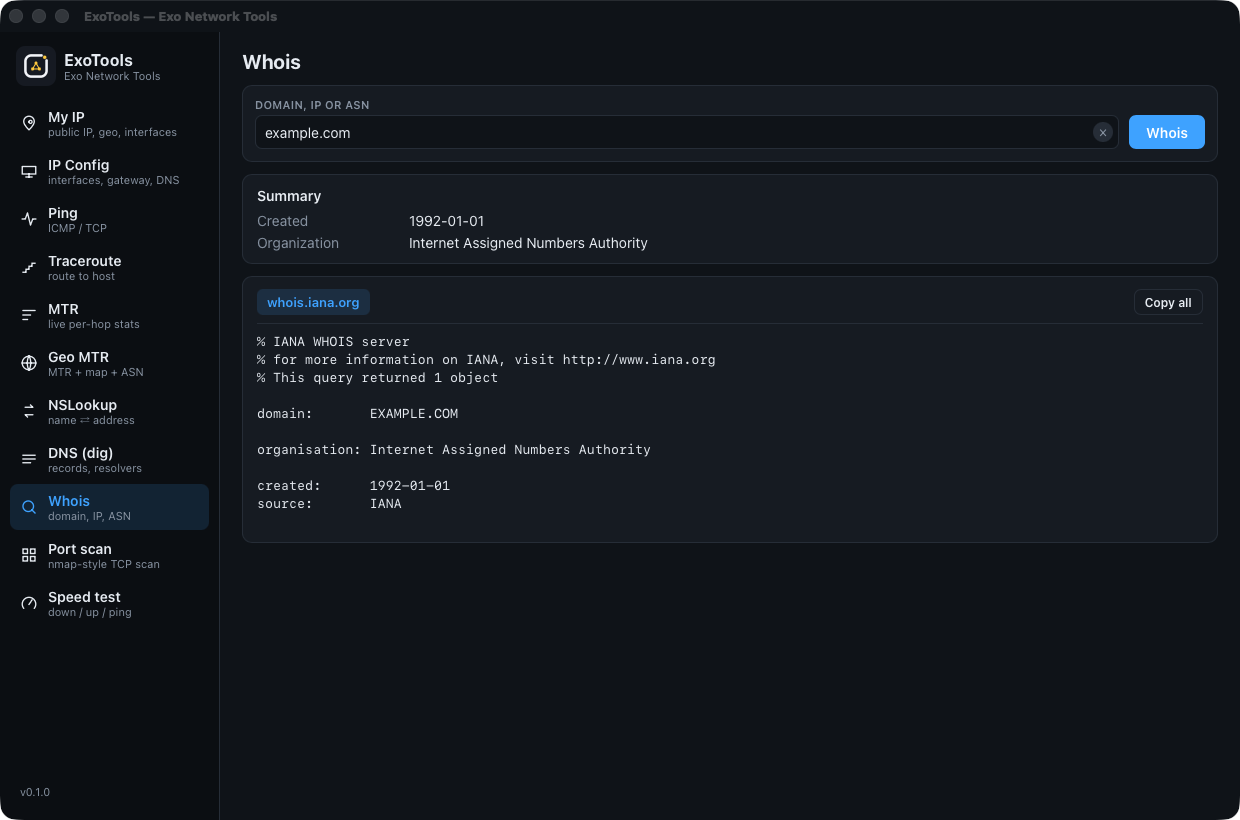 ExoTools — Exo Network Tools
ExoTools
Exo Network Tools
My IP
public IP, geo, interfaces
IP Config
interfaces, gateway, DNS
Ping
ICMP / TCP
Traceroute
route to host
MTR
live per-hop stats
Geo MTR
MTR + map + ASN
NSLookup
name ⇄ address
DNS (dig)
records, resolvers
Whois
domain, IP, ASN
Port scan
nmap-style TCP scan
Speed test
down / up / ping
v0.1.0
Whois
DOMAIN, IP OR ASN
example.com
Whois
Summary
Created 1992-01-01
Organization Internet Assigned Numbers Authority
whois.iana.org
Copy all
% IANA WHOIS server
% for more information on IANA, visit http://www.iana.org
% This query returned 1 object
domain:       EXAMPLE.COM
organisation: Internet Assigned Numbers Authority
created:      1992-01-01
source:       IANA